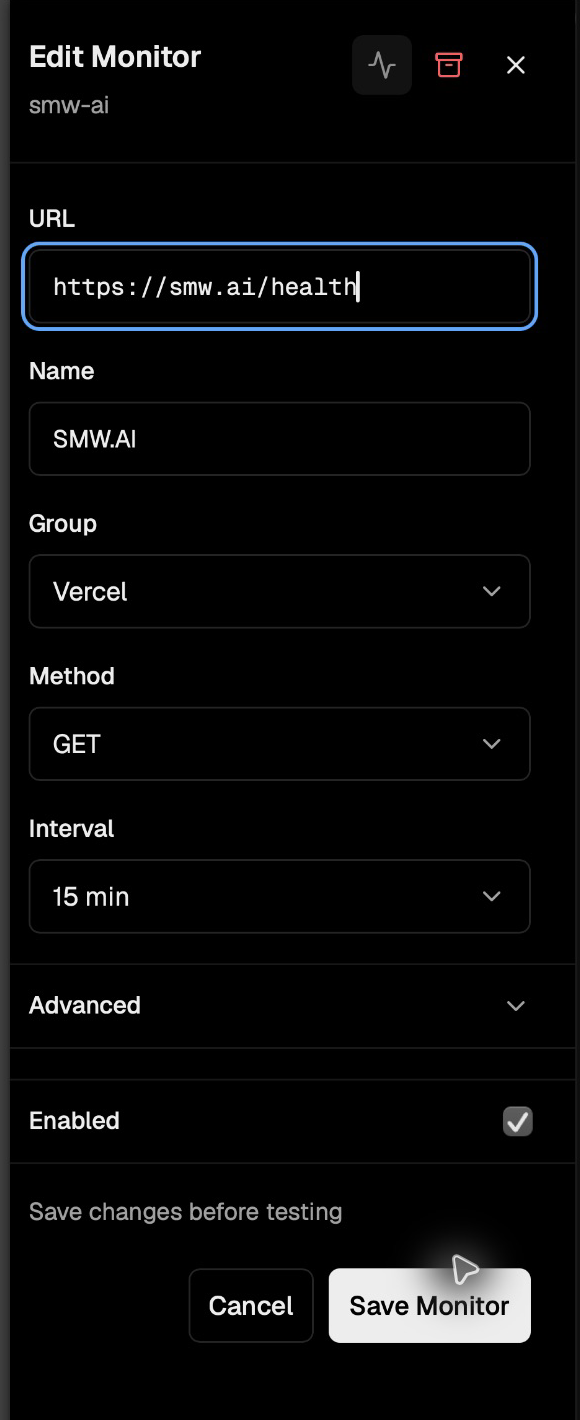 Edit Monitor
smw-ai
URL
https://smw.ai/health
Name
SMW.AI
Group
Vercel
Method
GET
Interval
15 min
Advanced
Enabled
Save changes before testing
Cancel
Save Monitor